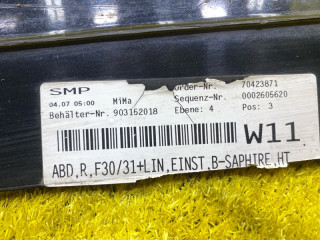 SMP
04.07 05:00 MiMa
Order-Nr. 70423871
Sequenz-Nr. 0002605620
Behälter-Nr. 903162018 Ebene: 4 Pos: 3
W11
ABD,R,F30/31+LIN,EINST,B-SAPHIRE,HT